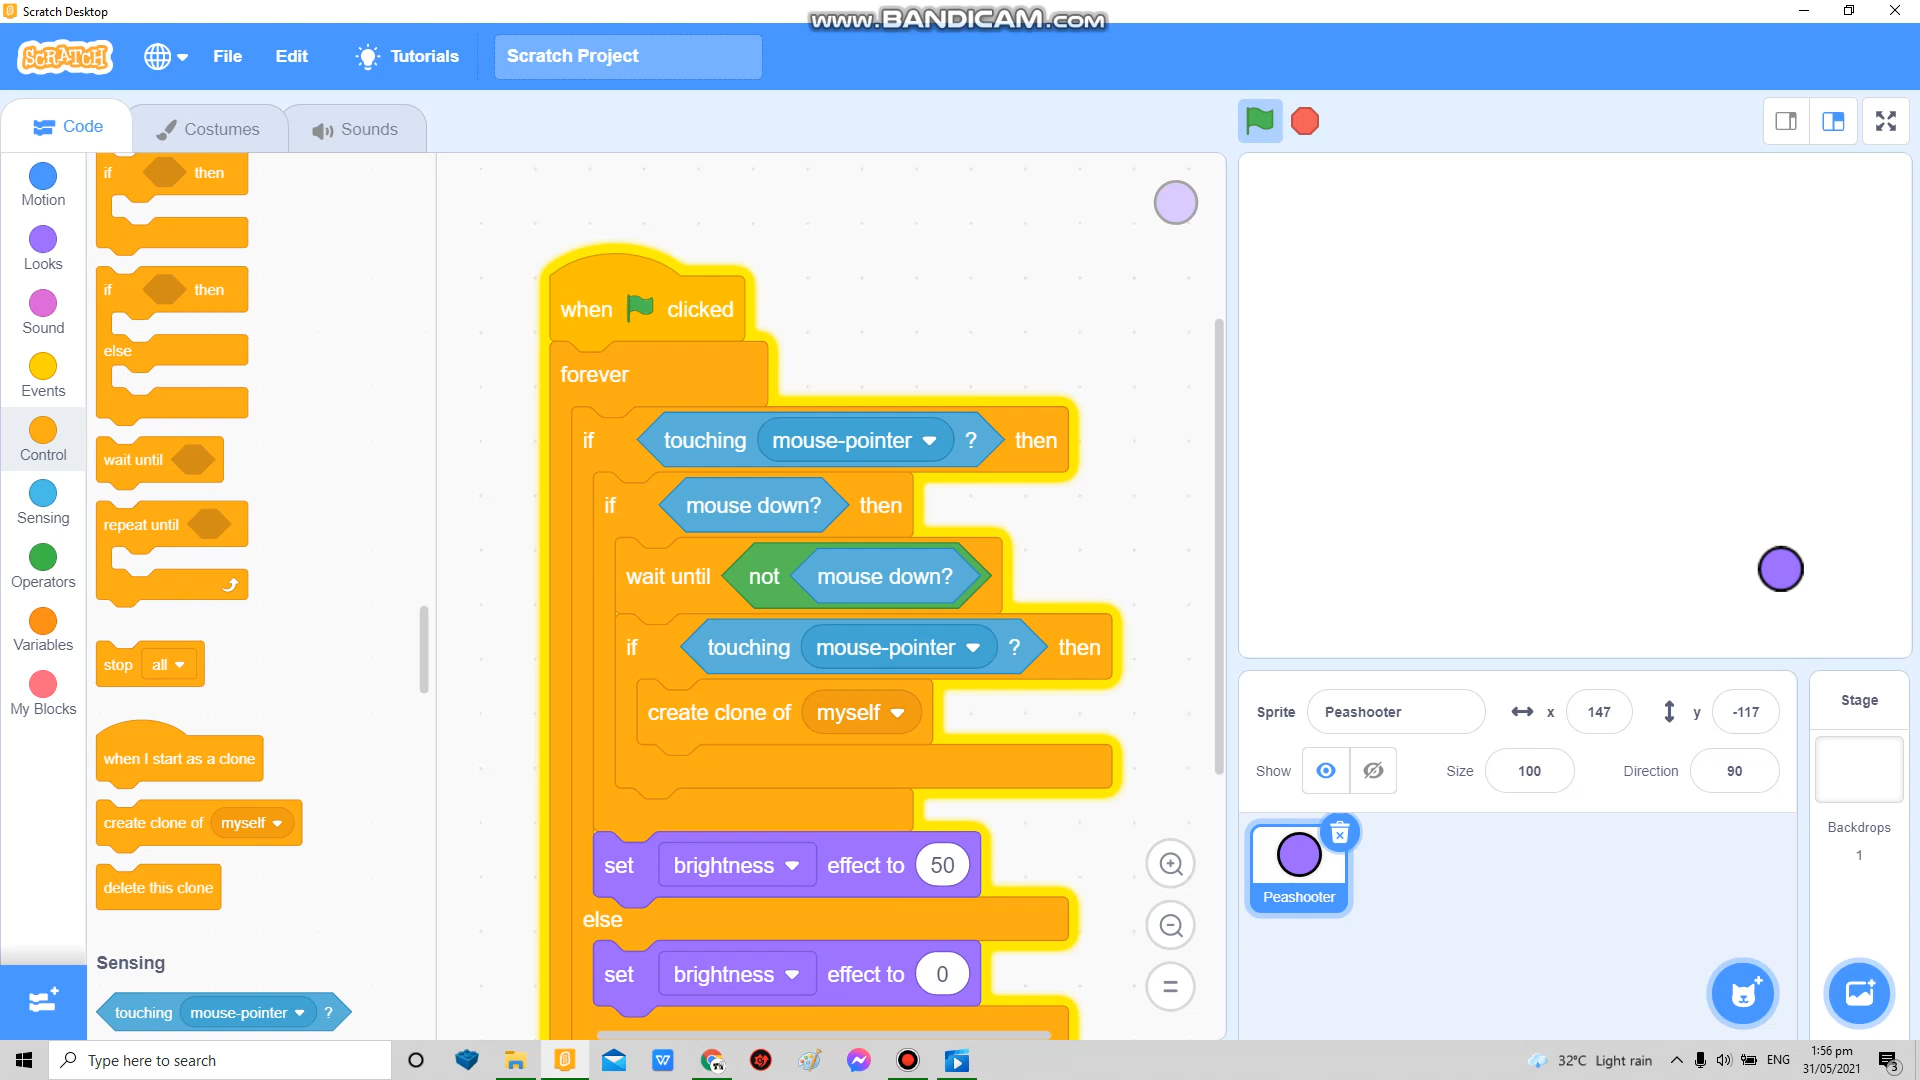 Scratch Desktop
www.BANDICAM.com
SCRATCH
File
Edit
Tutorials
Scratch Project
Code
Costumes
Sounds
Motion
Looks
Sound
Events
Control
Sensing
Operators
Variables
My Blocks
if then
if then
else
wait until
repeat until
stop all
when I start as a clone
create clone of myself
delete this clone
Sensing
touching mouse-pointer ?
when clicked
forever
if touching mouse-pointer ? then
if mouse down? then
wait until not mouse down?
if touching mouse-pointer ? then
create clone of myself
set brightness effect to 50
else
set brightness effect to 0
Sprite Peashooter x 147 y -117
Show Size 100 Direction 90
Peashooter
Stage
Backdrops
1
Type here to search
32°C Light rain
ENG
1:56 pm
31/05/2021
3